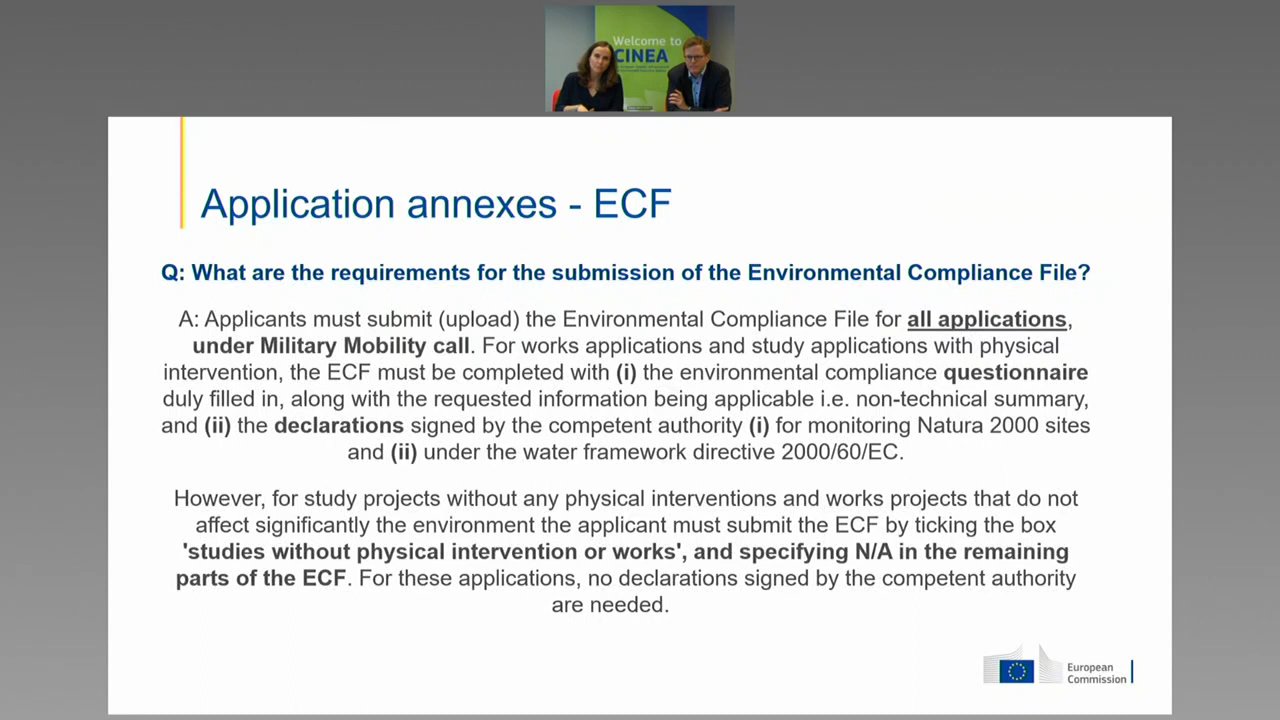 Welcome to
CINEA
Application annexes - ECF
Q: What are the requirements for the submission of the Environmental Compliance File?
A: Applicants must submit (upload) the Environmental Compliance File for all applications,
under Military Mobility call. For works applications and study applications with physical
intervention, the ECF must be completed with (i) the environmental compliance questionnaire
duly filled in, along with the requested information being applicable i.e. non-technical summary,
and (ii) the declarations signed by the competent authority (i) for monitoring Natura 2000 sites
and (ii) under the water framework directive 2000/60/EC.
However, for study projects without any physical interventions and works projects that do not
affect significantly the environment the applicant must submit the ECF by ticking the box
'studies without physical intervention or works', and specifying N/A in the remaining
parts of the ECF. For these applications, no declarations signed by the competent authority
are needed.
European
Commission